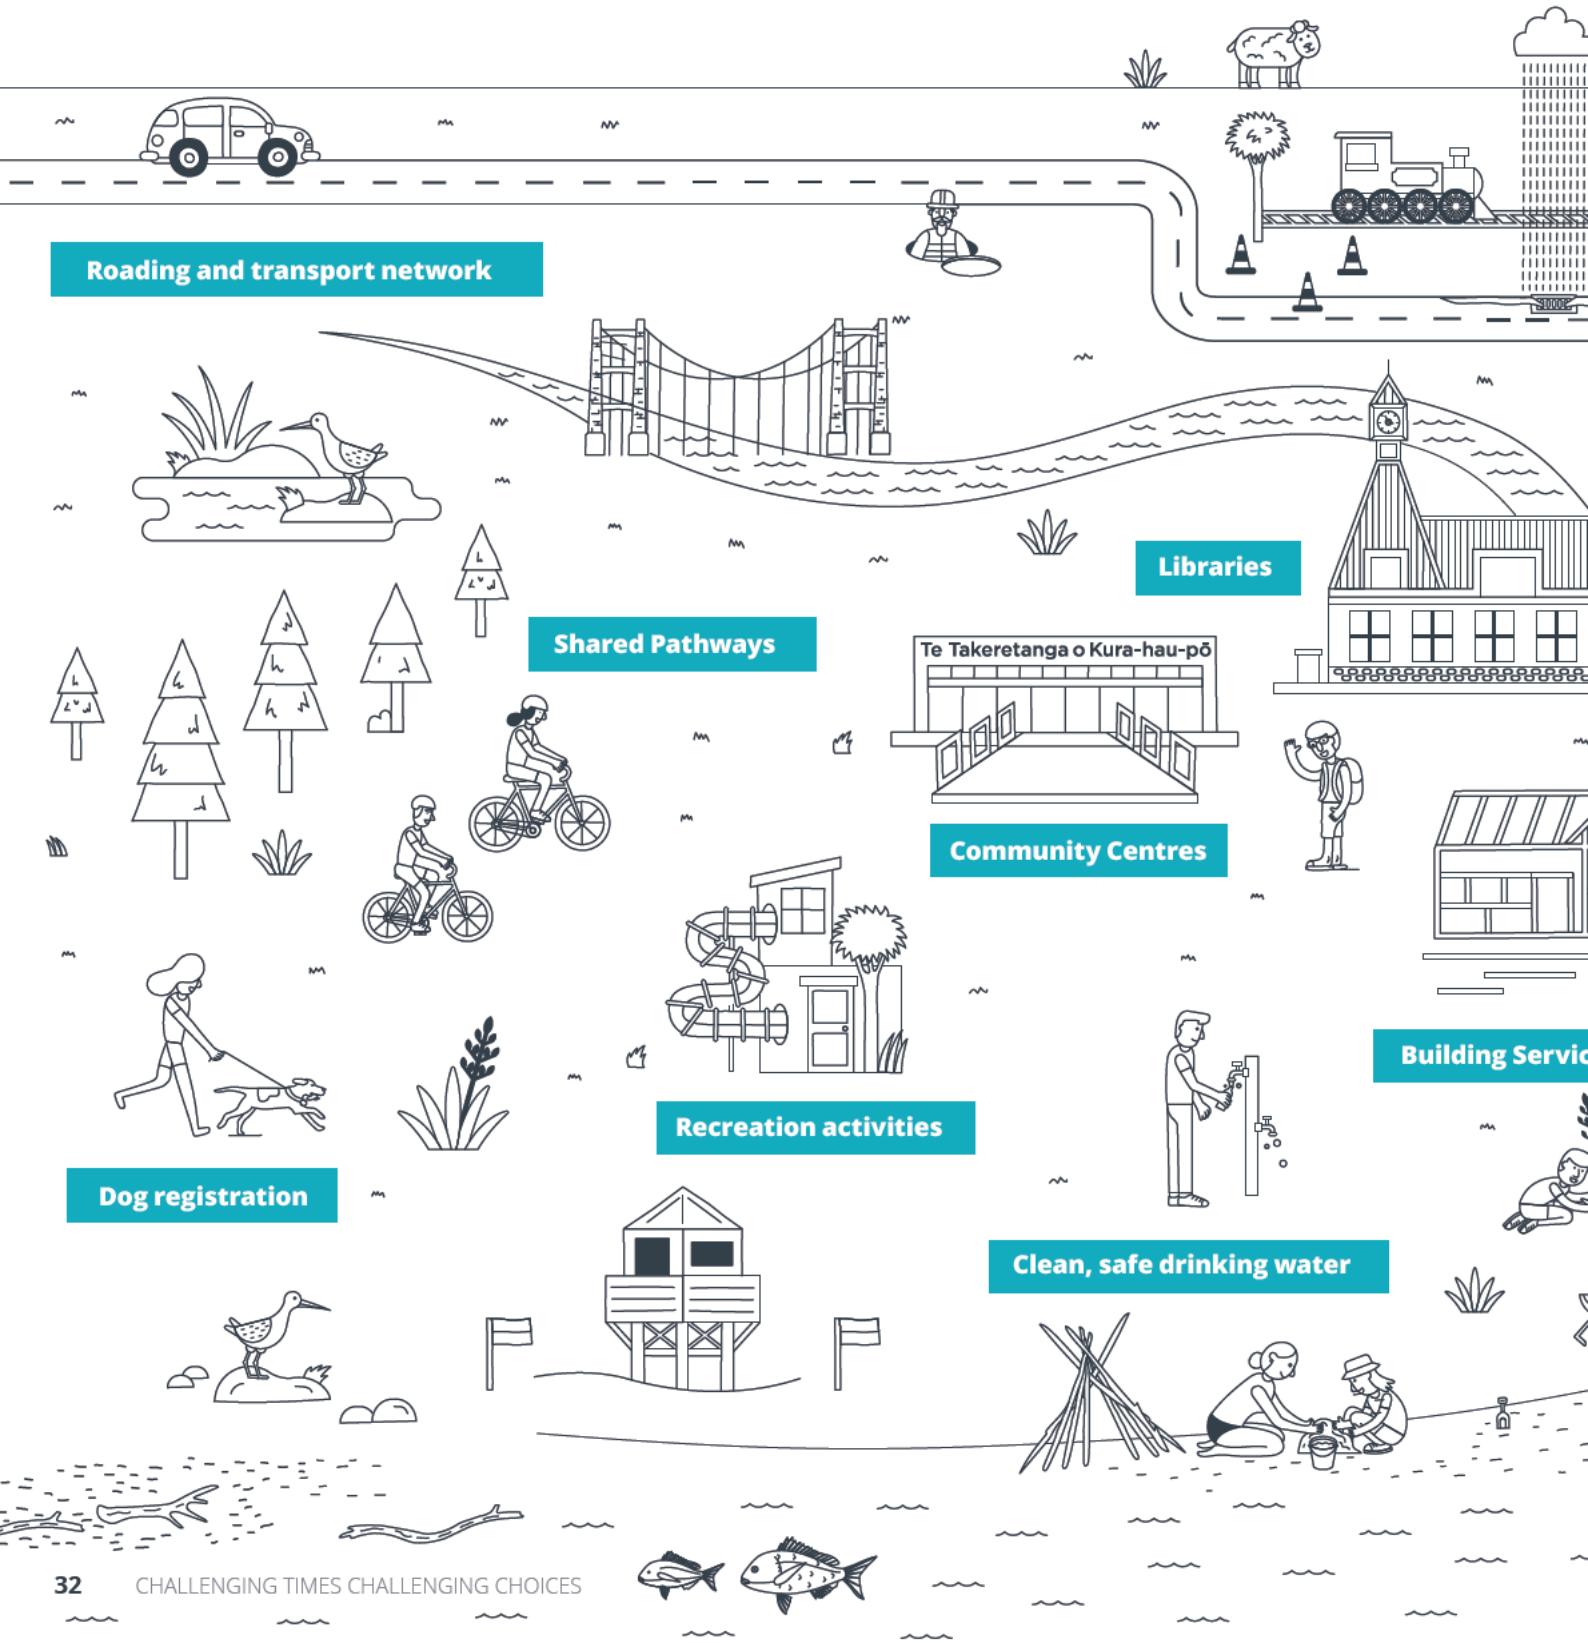 Roading and transport network
Libraries
Shared Pathways
Te Takeretanga o Kura-hau-pō
Community Centres
Building Servic
Recreation activities
Dog registration
Clean, safe drinking water
32 CHALLENGING TIMES CHALLENGING CHOICES